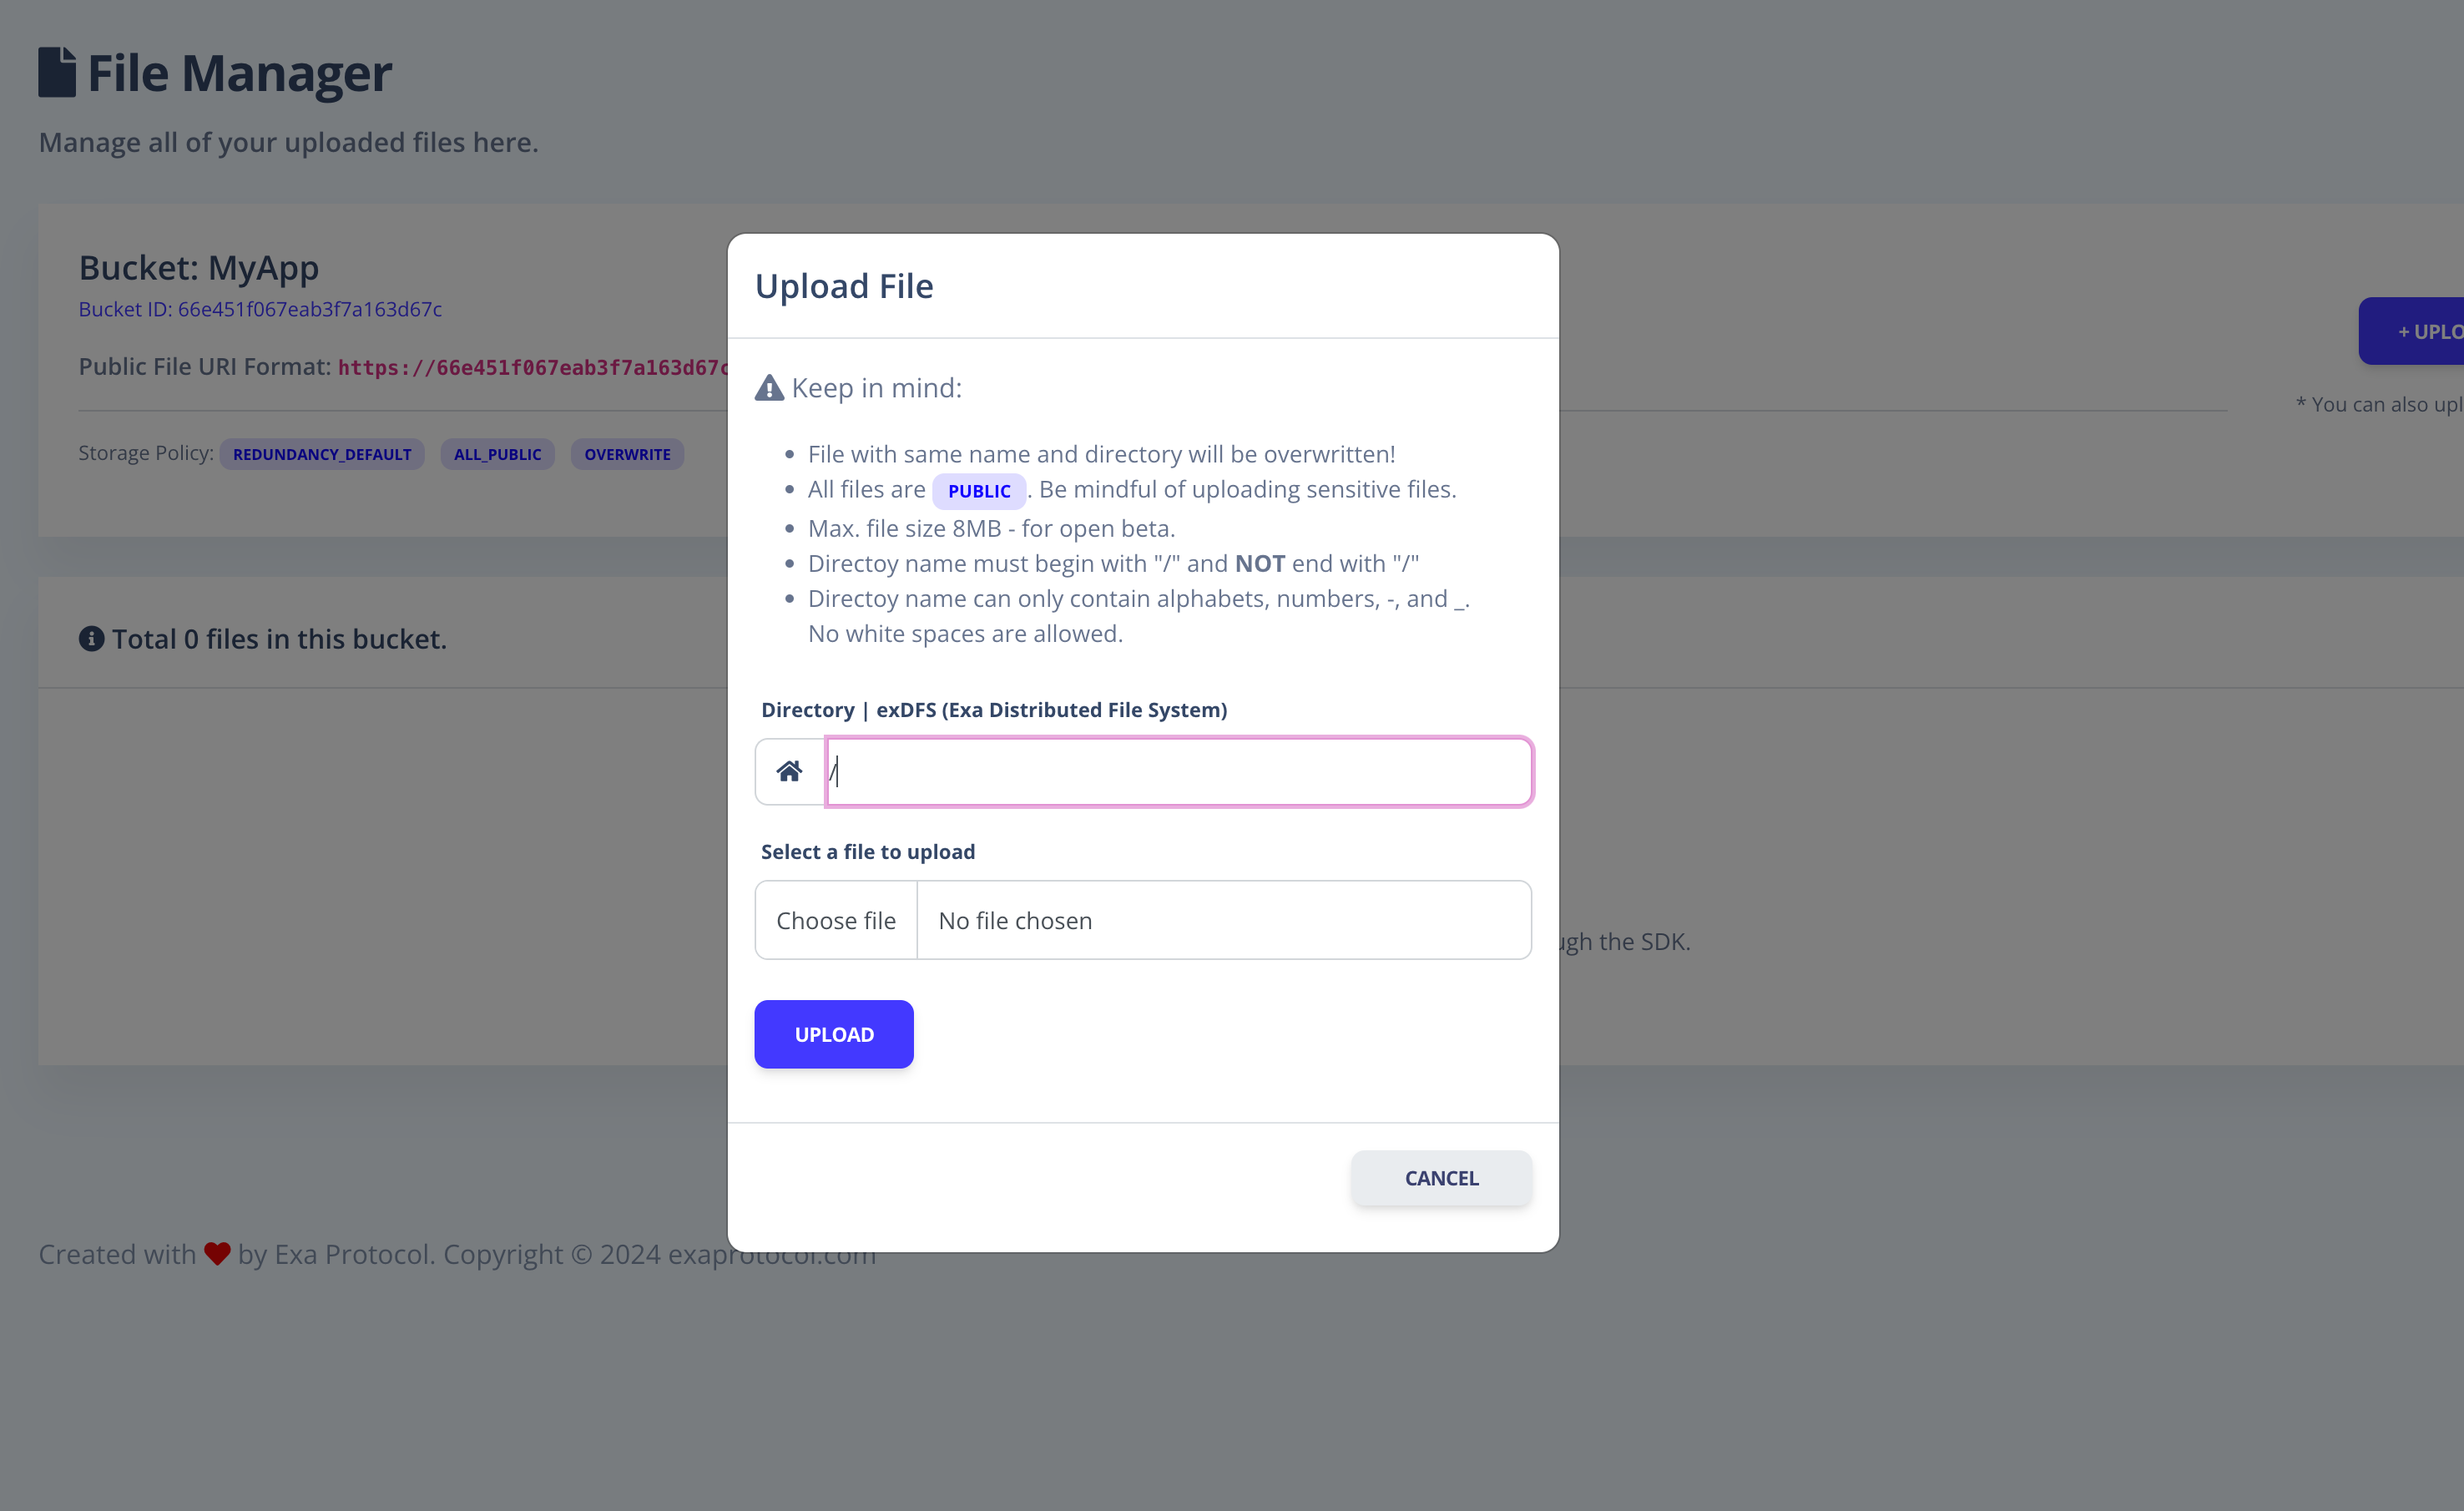 File Manager
Manage all of your uploaded files here.
Bucket: MyApp
Bucket ID: 66e451f067eab3f7a163d67c
Public File URI Format: https://66e451f067eab3f7a163d67c
Storage Policy: REDUNDANCY_DEFAULT ALL_PUBLIC OVERWRITE
+ UPLO
* You can also upl
Total 0 files in this bucket.
ugh the SDK.
Upload File
Keep in mind:
• File with same name and directory will be overwritten!
• All files are PUBLIC. Be mindful of uploading sensitive files.
• Max. file size 8MB - for open beta.
• Directoy name must begin with "/" and NOT end with "/"
• Directoy name can only contain alphabets, numbers, -, and _.
No white spaces are allowed.
Directory | exDFS (Exa Distributed File System)
/
Select a file to upload
Choose file No file chosen
UPLOAD
CANCEL
Created with ❤ by Exa Protocol. Copyright © 2024 exaprotocol.com